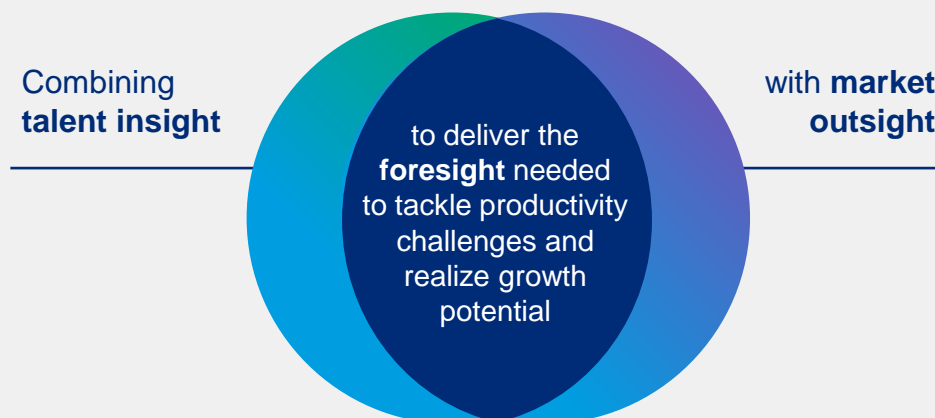 Combining
talent insight
to deliver the
foresight needed
to tackle productivity
challenges and
realize growth
potential
with market
outsight